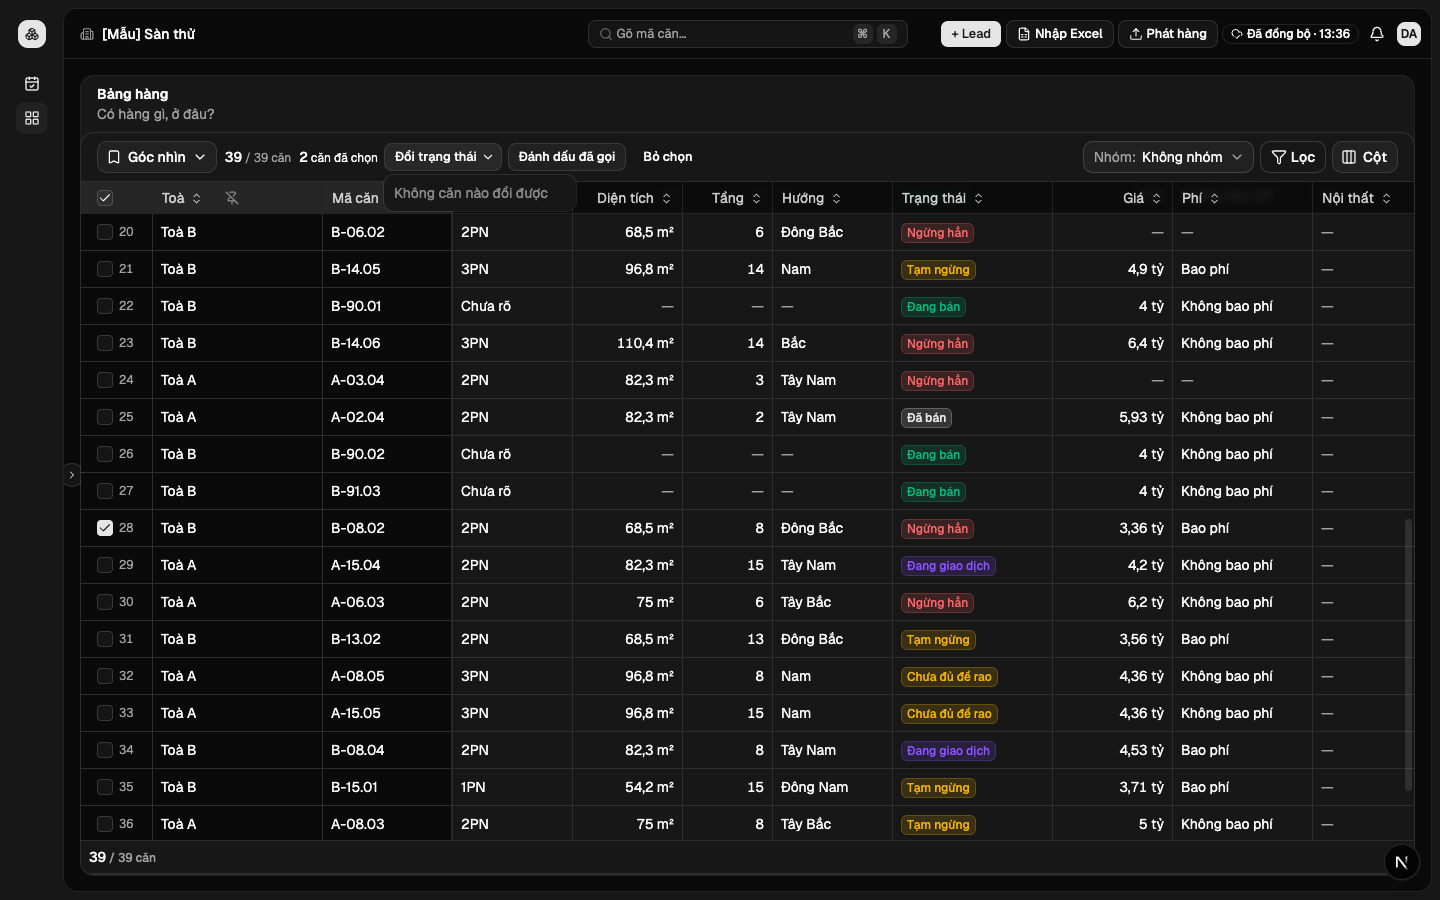 [Mẫu] Sàn thử
Gõ mã căn...
⌘ K
+ Lead
Nhập Excel
Phát hàng
Đã đồng bộ · 13:36
DA
Bảng hàng
Có hàng gì, ở đâu?
Góc nhìn
39 / 39 căn
2 căn đã chọn
Đổi trạng thái
Đánh dấu đã gọi
Bỏ chọn
Nhóm: Không nhóm
Lọc
Cột
Không căn nào đổi được
Toà Mã căn Diện tích Tầng Hướng Trạng thái Giá Phí Nội thất
20 Toà B B-06.02 2PN 68,5 m² 6 Đông Bắc Ngừng hẳn — — —
21 Toà B B-14.05 3PN 96,8 m² 14 Nam Tạm ngừng 4,9 tỷ Bao phí —
22 Toà B B-90.01 Chưa rõ — — — Đang bán 4 tỷ Không bao phí —
23 Toà B B-14.06 3PN 110,4 m² 14 Bắc Ngừng hẳn 6,4 tỷ Không bao phí —
24 Toà A A-03.04 2PN 82,3 m² 3 Tây Nam Ngừng hẳn — — —
25 Toà A A-02.04 2PN 82,3 m² 2 Tây Nam Đã bán 5,93 tỷ Không bao phí —
26 Toà B B-90.02 Chưa rõ — — — Đang bán 4 tỷ Không bao phí —
27 Toà B B-91.03 Chưa rõ — — — Đang bán 4 tỷ Không bao phí —
28 Toà B B-08.02 2PN 68,5 m² 8 Đông Bắc Ngừng hẳn 3,36 tỷ Bao phí —
29 Toà A A-15.04 2PN 82,3 m² 15 Tây Nam Đang giao dịch 4,2 tỷ Không bao phí —
30 Toà A A-06.03 2PN 75 m² 6 Tây Bắc Ngừng hẳn 6,2 tỷ Không bao phí —
31 Toà B B-13.02 2PN 68,5 m² 13 Đông Bắc Tạm ngừng 3,56 tỷ Bao phí —
32 Toà A A-08.05 3PN 96,8 m² 8 Nam Chưa đủ để rao 4,36 tỷ Không bao phí —
33 Toà A A-15.05 3PN 96,8 m² 15 Nam Chưa đủ để rao 4,36 tỷ Không bao phí —
34 Toà B B-08.04 2PN 82,3 m² 8 Tây Nam Đang giao dịch 4,53 tỷ Bao phí —
35 Toà B B-15.01 1PN 54,2 m² 15 Đông Nam Tạm ngừng 3,71 tỷ Bao phí —
36 Toà A A-08.03 2PN 75 m² 8 Tây Bắc Tạm ngừng 5 tỷ Không bao phí —
39 / 39 căn
N